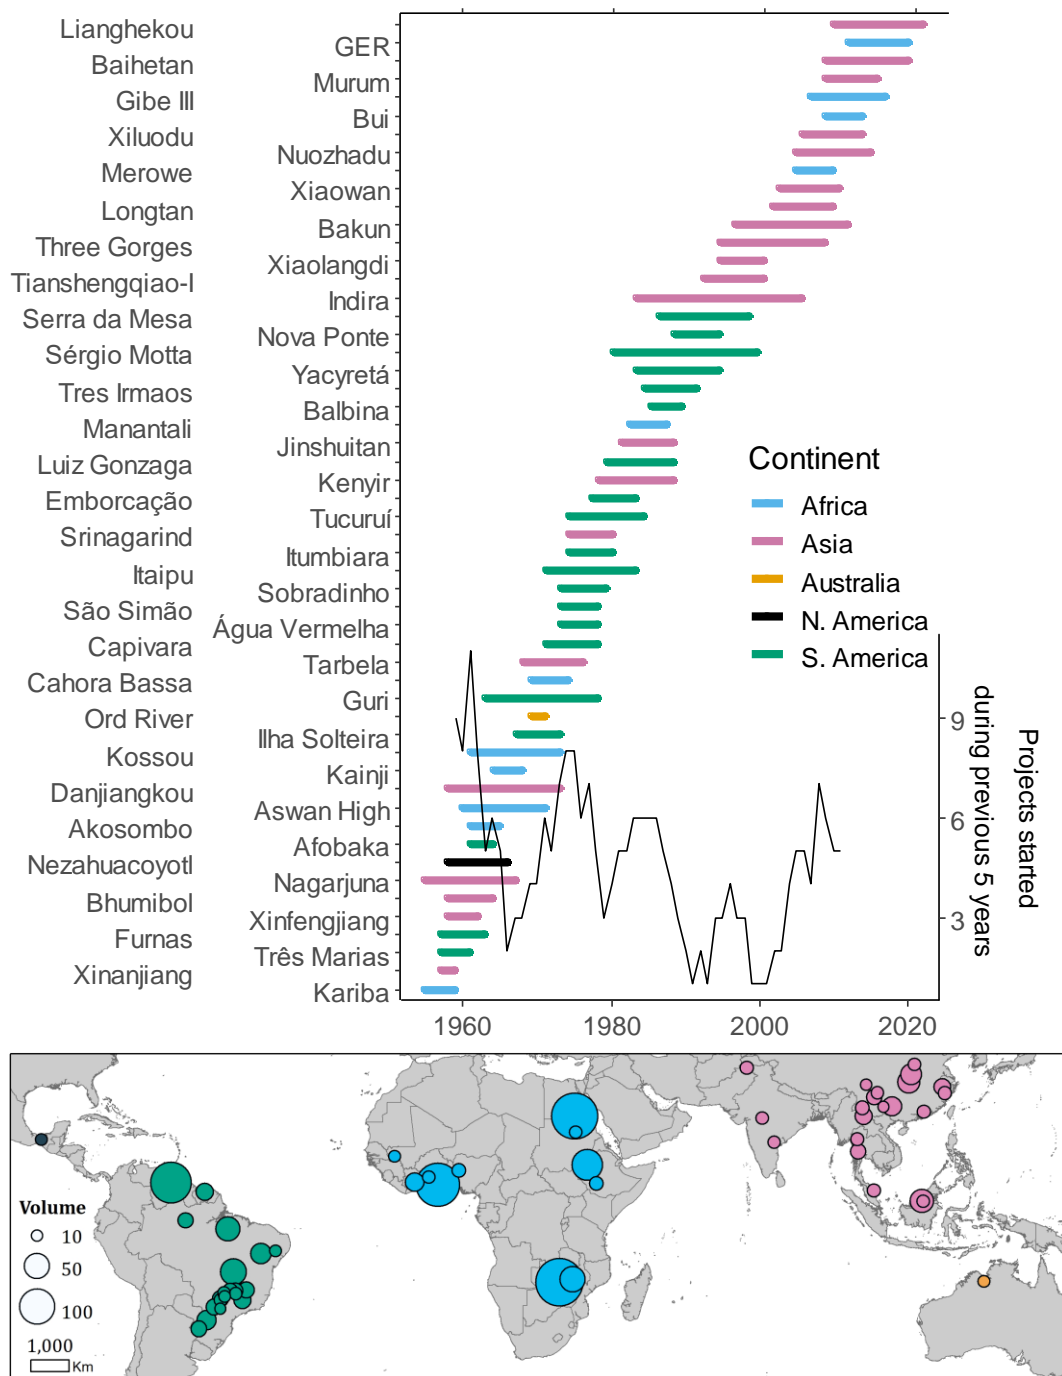 Lianghekou
GER
Baihetan
Murum
Gibe III
Bui
Xiluodu
Nuozhadu
Merowe
Xiaowan
Longtan
Bakun
Three Gorges
Xiaolangdi
Tianshengqiao-I
Indira
Serra da Mesa
Nova Ponte
Sérgio Motta
Yacyretá
Tres Irmaos
Balbina
Manantali
Jinshuitan
Luiz Gonzaga
Kenyir
Emborcação
Tucuruí
Srinagarind
Itumbiara
Itaipu
Sobradinho
São Simão
Água Vermelha
Capivara
Tarbela
Cahora Bassa
Guri
Ord River
Ilha Solteira
Kossou
Kainji
Danjiangkou
Aswan High
Akosombo
Afobaka
Nezahuacoyotl
Nagarjuna
Bhumibol
Xinfengjiang
Furnas
Três Marias
Xinanjiang
Kariba
Continent
Africa
Asia
Australia
N. America
S. America
9
6
3
Projects started
during previous 5 years
1960 1980 2000 2020
Volume
10
50
100
1,000
Km